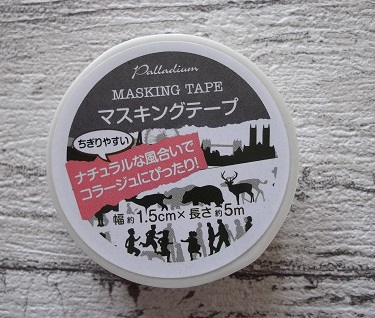 Palladium
MASKING TAPE
マスキングテープ
ちぎりやすい
ナチュラルな風合いで
コラージュにぴったり!
幅約1.5cm×長さ約5m